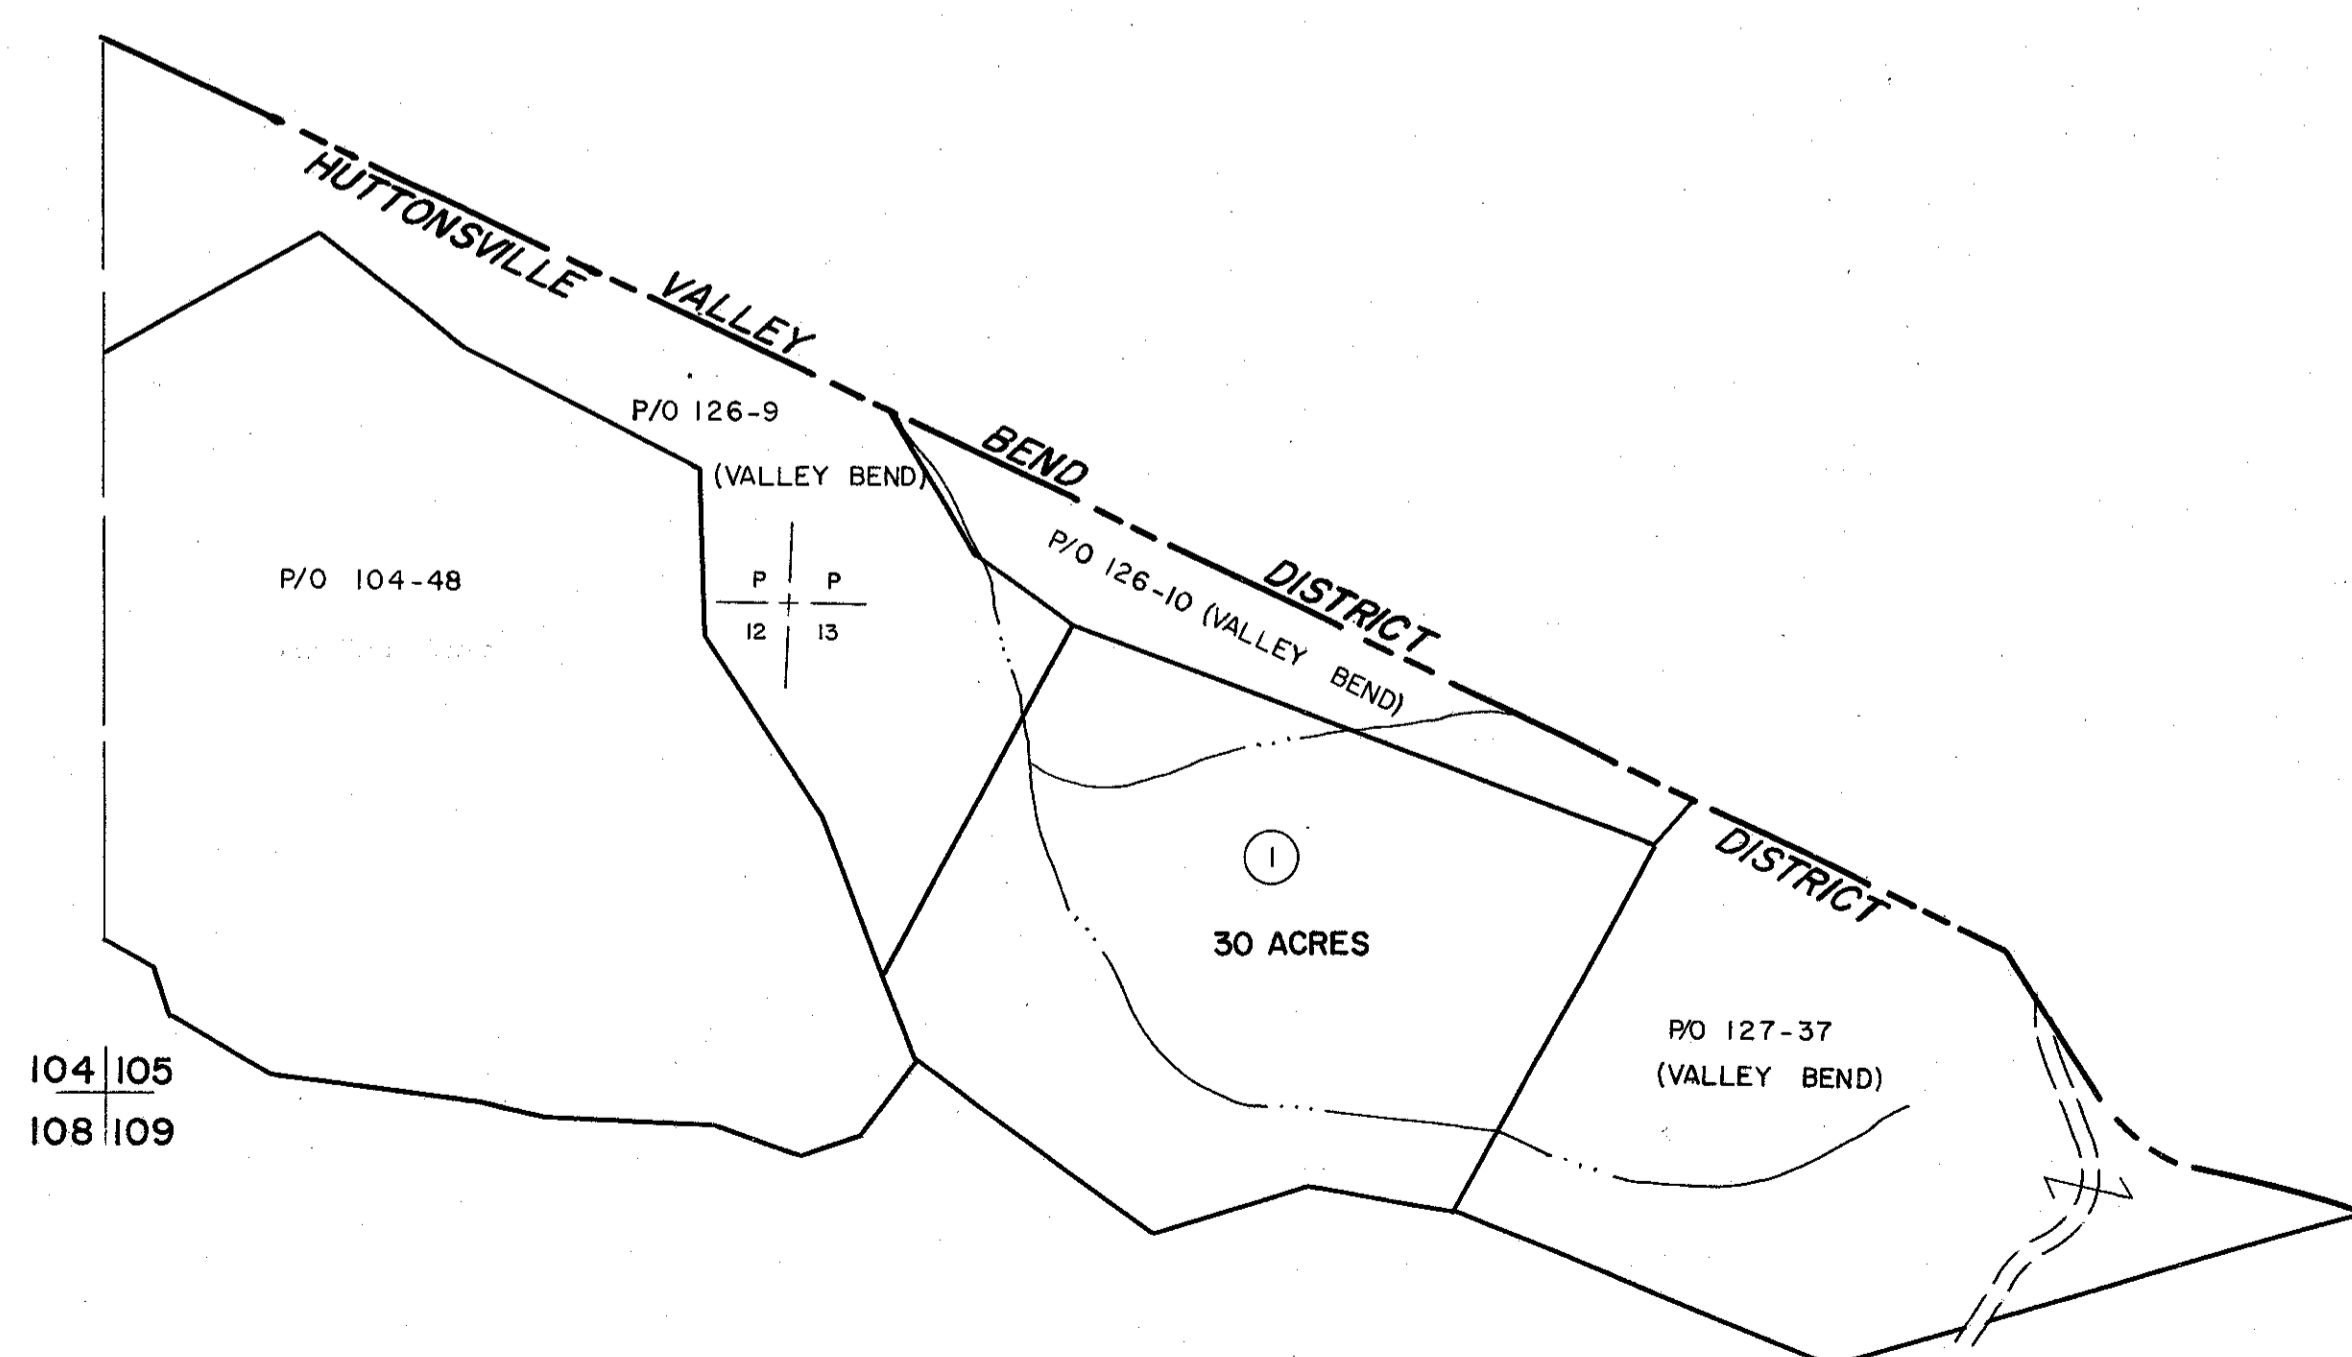 HUTTONSVILLE DISTRICT
VALLEY BEND DISTRICT
P/O 126-9
(VALLEY BEND)
P/O 126-10 (VALLEY BEND)
P/O 104-48
P P
12 13
1
30 ACRES
P/O 127-37
(VALLEY BEND)
104 105
108 109